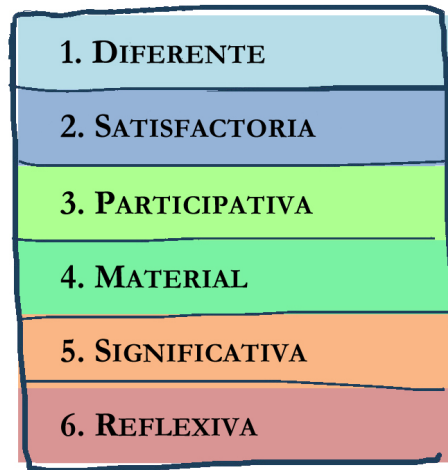 1. Diferente
2. Satisfactoria
3. Participativa
4. Material
5. Significativa
6. Reflexiva